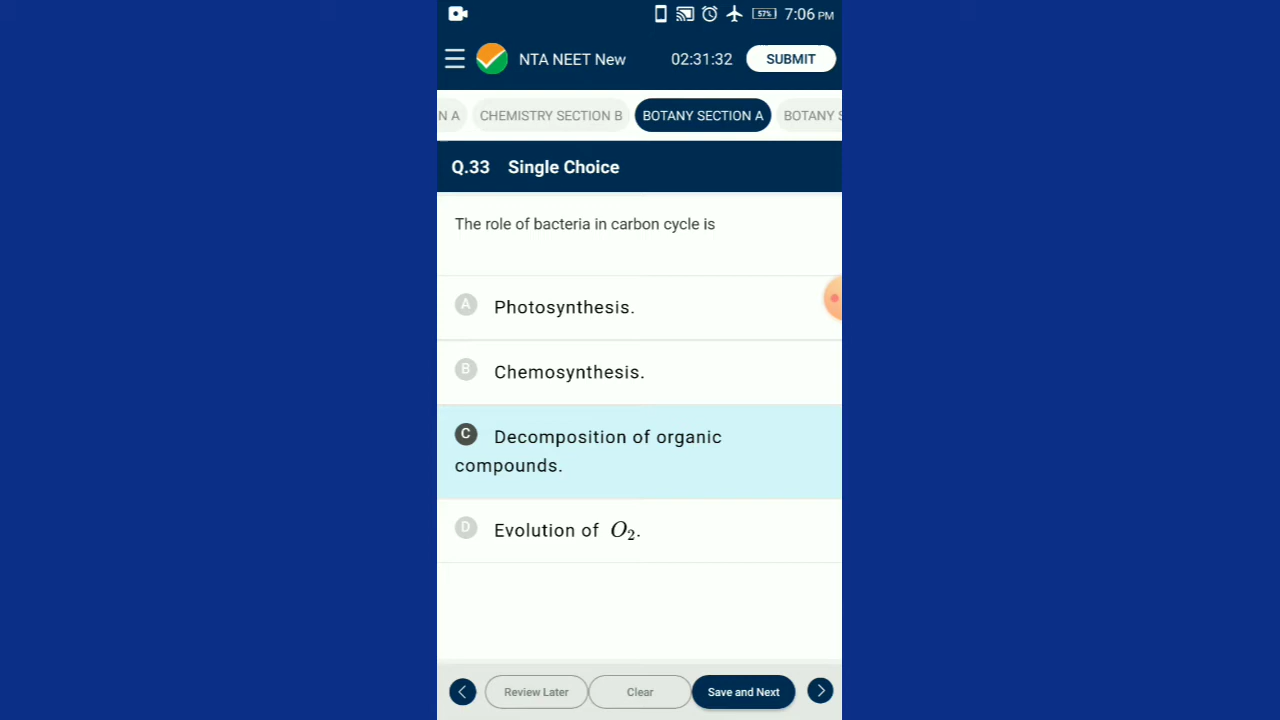 57% 7:06 PM
NTA NEET New 02:31:32 SUBMIT
N A CHEMISTRY SECTION B BOTANY SECTION A BOTANY S
Q.33 Single Choice
The role of bacteria in carbon cycle is
A Photosynthesis.
B Chemosynthesis.
C Decomposition of organic
compounds.
D Evolution of O₂.
Review Later Clear Save and Next